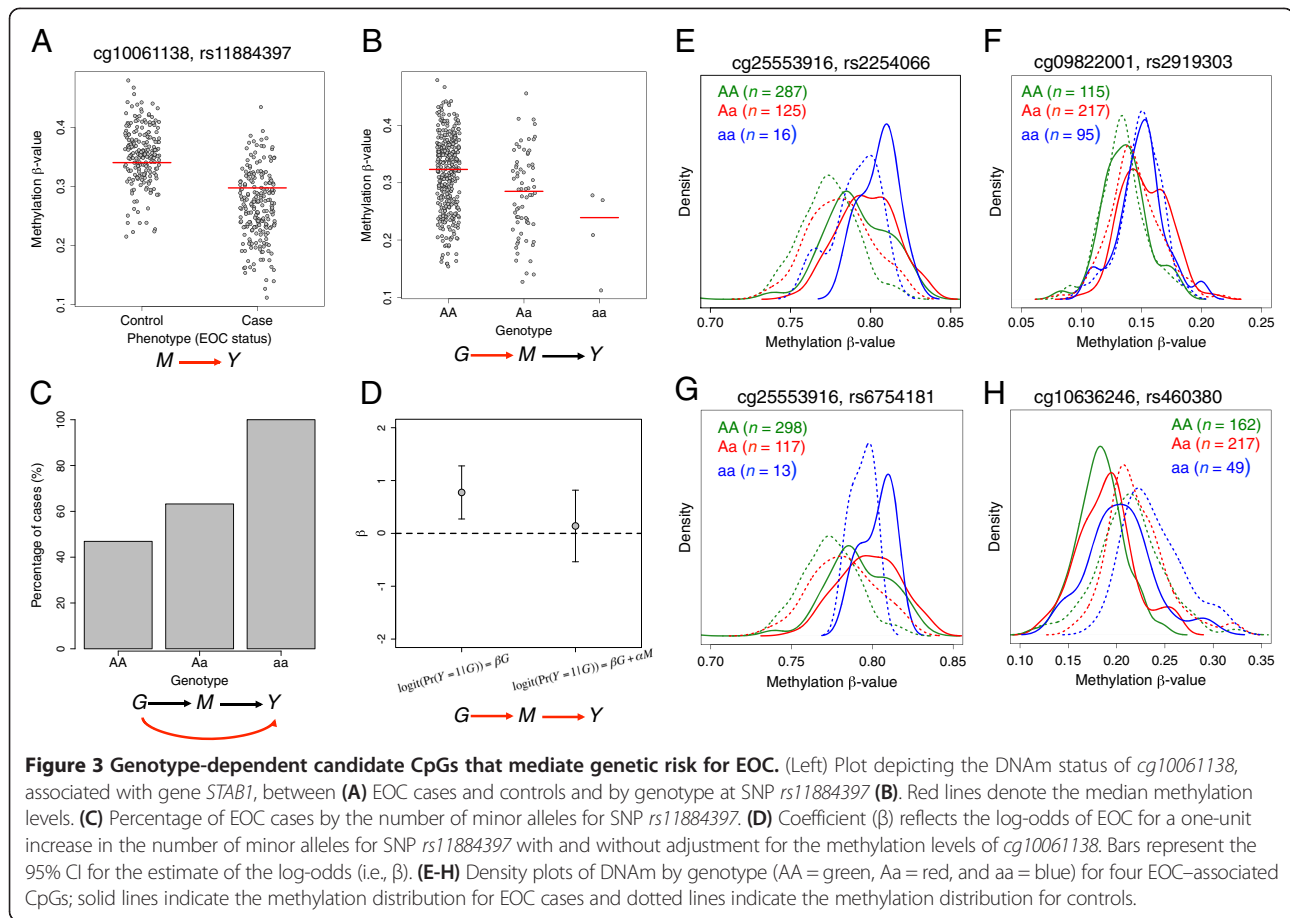 A
cg10061138, rs11884397
Methylation β-value
0.4
0.3
0.2
0.1
Control
Case
Phenotype (EOC status)
M
Y
B
Methylation β-value
0.4
0.3
0.2
0.1
AA
Aa
aa
Genotype
G
M
Y
C
Percentage of cases (%)
100
80
60
40
20
0
AA
Aa
aa
Genotype
G
M
Y
D
β
2
1
0
-1
-2
logit(Pr(Y = 1|G)) = βG
logit(Pr(Y = 1|G)) = βG + αM
G
M
Y
E
cg25553916, rs2254066
AA (n = 287)
Aa (n = 125)
aa (n = 16)
Density
0.70
0.75
0.80
0.85
Methylation β-value
F
cg09822001, rs2919303
AA (n = 115)
Aa (n = 217)
aa (n = 95)
Density
0.05
0.10
0.15
0.20
0.25
Methylation β-value
G
cg25553916, rs6754181
AA (n = 298)
Aa (n = 117)
aa (n = 13)
Density
0.70
0.75
0.80
0.85
Methylation β-value
H
cg10636246, rs460380
AA (n = 162)
Aa (n = 217)
aa (n = 49)
Density
0.10
0.15
0.20
0.25
0.30
0.35
Methylation β-value
Figure 3 Genotype-dependent candidate CpGs that mediate genetic risk for EOC. (Left) Plot depicting the DNAm status of cg10061138,
associated with gene STAB1, between (A) EOC cases and controls and by genotype at SNP rs11884397 (B). Red lines denote the median methylation
levels. (C) Percentage of EOC cases by the number of minor alleles for SNP rs11884397. (D) Coefficient (β) reflects the log-odds of EOC for a one-unit
increase in the number of minor alleles for SNP rs11884397 with and without adjustment for the methylation levels of cg10061138. Bars represent the
95% CI for the estimate of the log-odds (i.e., β). (E-H) Density plots of DNAm by genotype (AA = green, Aa = red, and aa = blue) for four EOC–associated
CpGs; solid lines indicate the methylation distribution for EOC cases and dotted lines indicate the methylation distribution for controls.